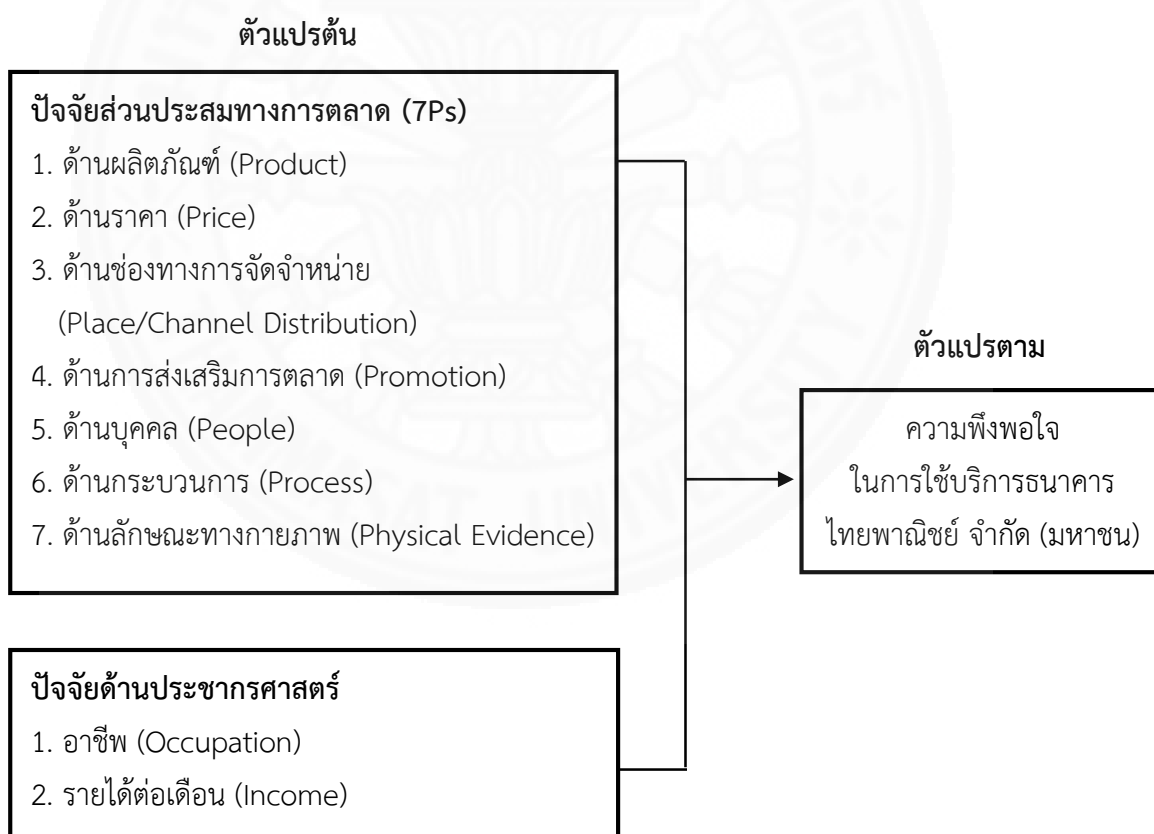 ตัวแปรต้น
ปัจจัยส่วนประสมทางการตลาด (7Ps)
1. ด้านผลิตภัณฑ์ (Product)
2. ด้านราคา (Price)
3. ด้านช่องทางการจัดจำหน่าย
(Place/Channel Distribution)
4. ด้านการส่งเสริมการตลาด (Promotion)
5. ด้านบุคคล (People)
6. ด้านกระบวนการ (Process)
7. ด้านลักษณะทางกายภาพ (Physical Evidence)
ตัวแปรตาม
ความพึงพอใจ
ในการใช้บริการธนาคาร
ไทยพาณิชย์ จำกัด (มหาชน)
ปัจจัยด้านประชากรศาสตร์
1. อาชีพ (Occupation)
2. รายได้ต่อเดือน (Income)